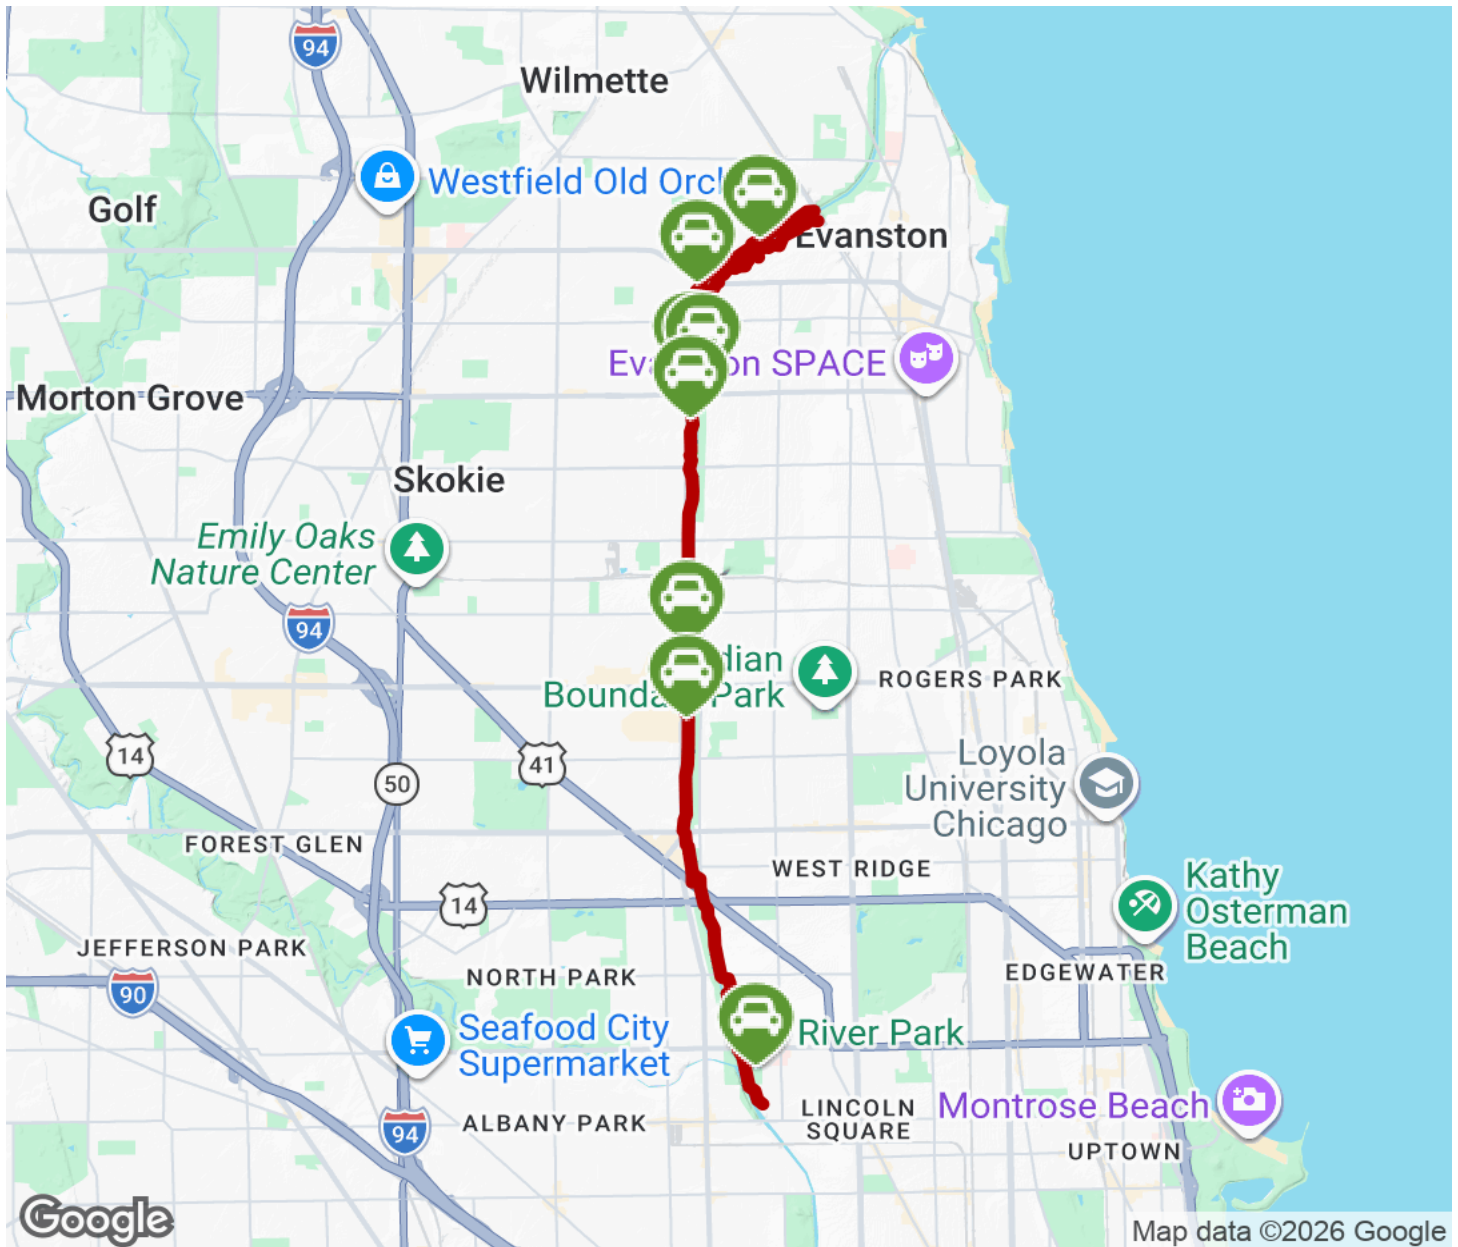 94
Wilmette
Westfield Old Orc
Golf
Evanston
Ev on SPACE
Morton Grove
Skokie
Emily Oaks
Nature Center
94
dian
Bounda Park
ROGERS PARK
14
41
50
Loyola
University
Chicago
FOREST GLEN
WEST RIDGE
14
Kathy
Osterman
Beach
JEFFERSON PARK
NORTH PARK
EDGEWATER
90
Seafood City
Supermarket
River Park
94
ALBANY PARK
LINCOLN
SQUARE
Montrose Beach
UPTOWN
Google
Map data ©2026 Google